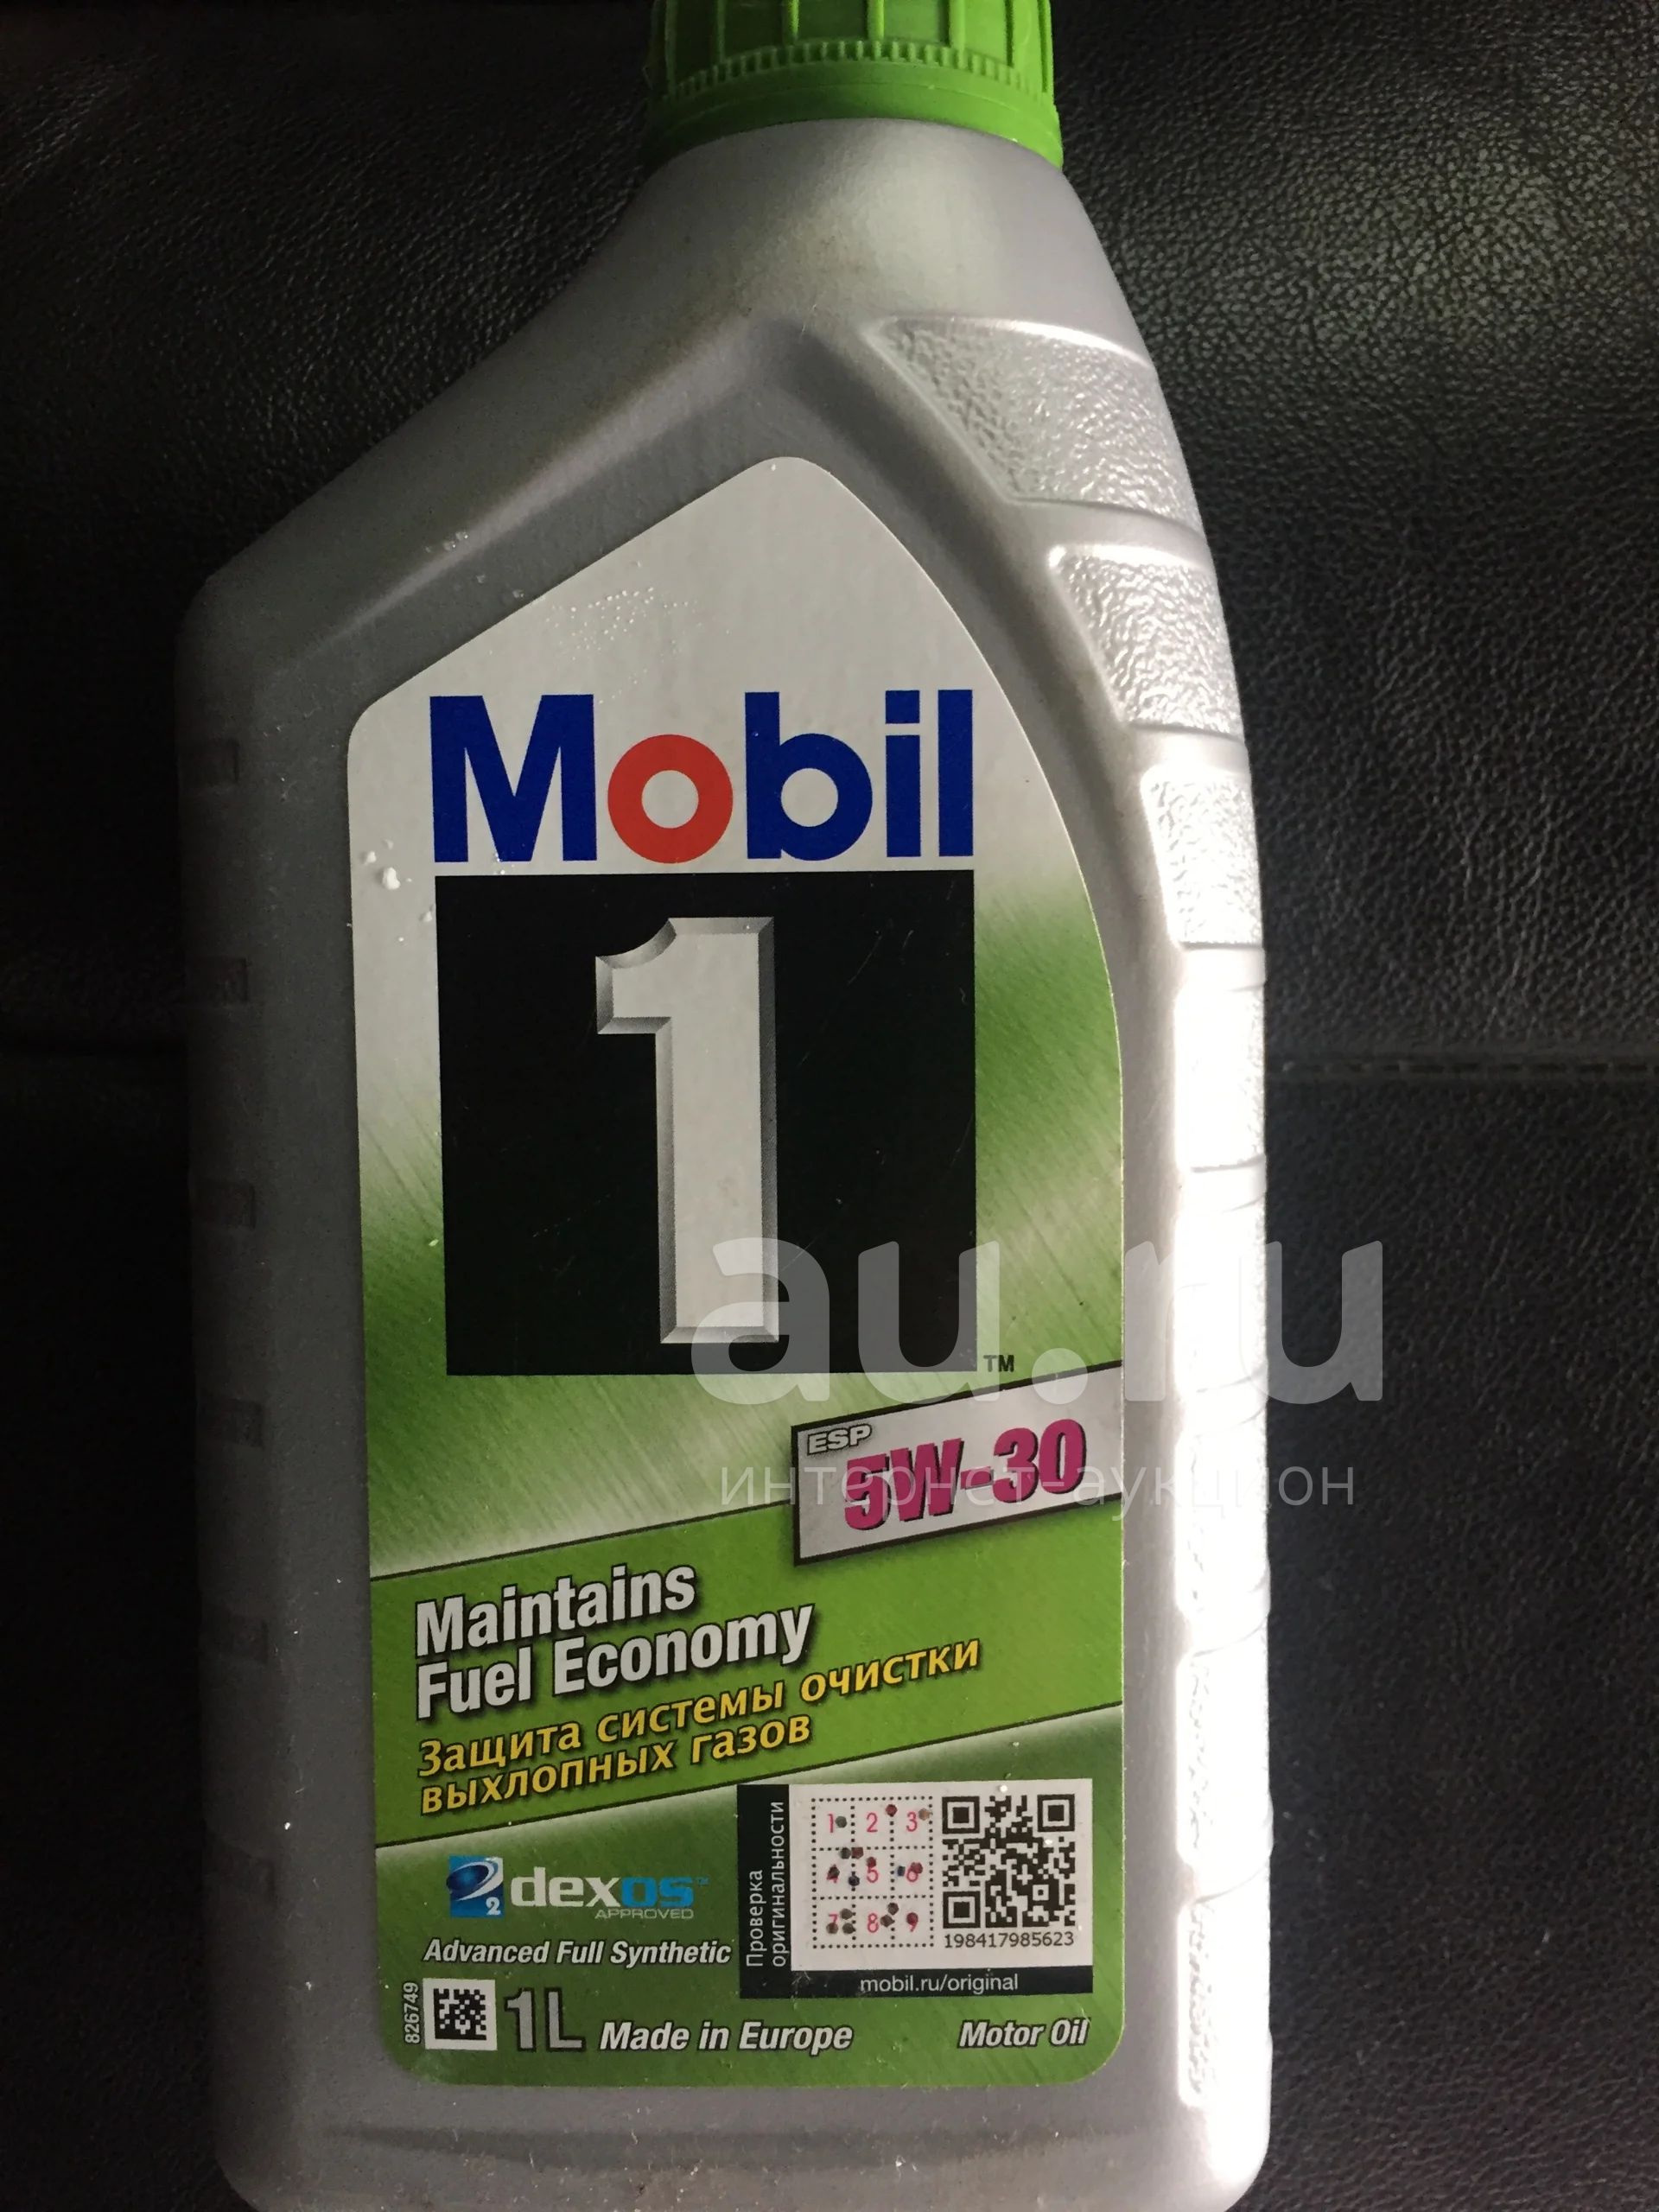 Mobil
1
TM
au.ru
ESP
5W-30
интернет-аукцион
Maintains
Fuel Economy
Защита системы очистки
выхлопных газов
2 dexos™
APPROVED
Advanced Full Synthetic
Проверка
оригинальности
1 2 3
4 5 6
7 8 9
198417985623
mobil.ru/original
826749
1L Made in Europe
Motor Oil